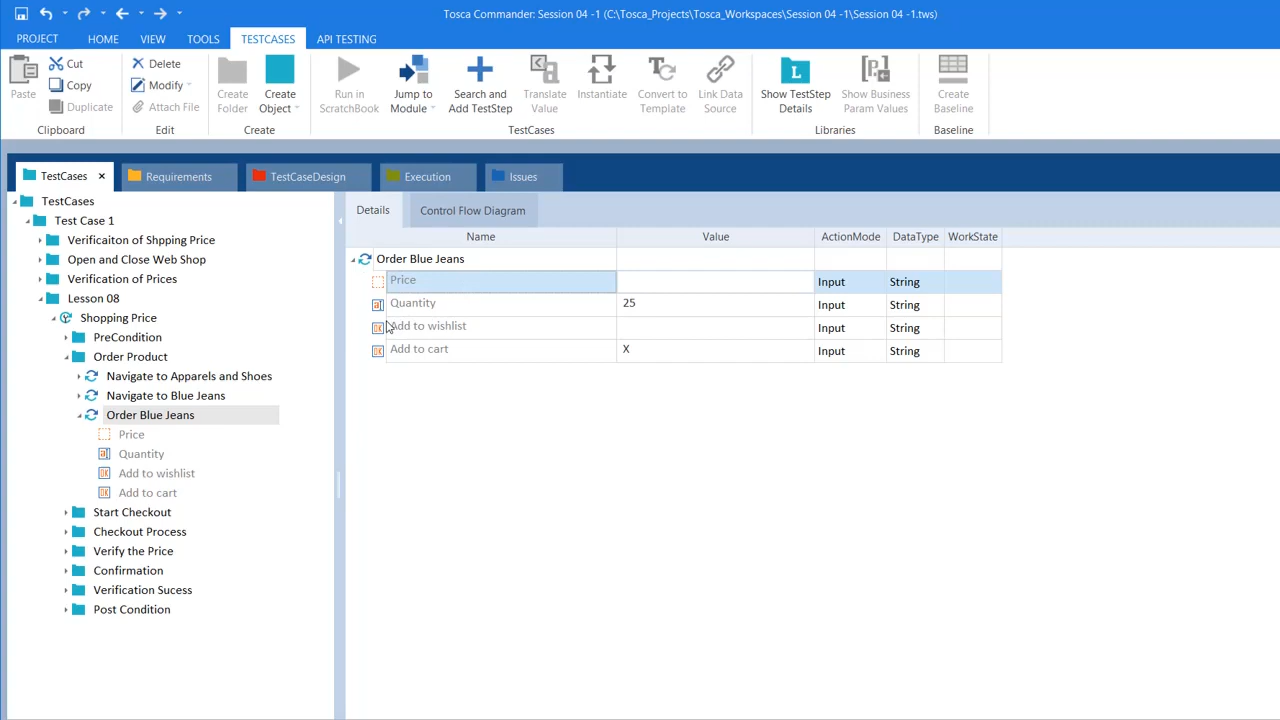 Tosca Commander: Session 04 -1 (C:\Tosca_Projects\Tosca_Workspaces\Session 04 -1\Session 04 -1.tws)
PROJECT HOME VIEW TOOLS TESTCASES API TESTING
Paste Cut Copy Duplicate
Clipboard
Delete Modify Attach File
Edit
Create Folder Create Object
Create
Run in ScratchBook Jump to Module Search and Add TestStep Translate Value Instantiate Convert to Template Link Data Source
TestCases
Show TestStep Details Show Business Param Values
Libraries
Create Baseline
Baseline
TestCases × Requirements TestCaseDesign Execution Issues
TestCases
Test Case 1
Verificaiton of Shpping Price
Open and Close Web Shop
Verification of Prices
Lesson 08
Shopping Price
PreCondition
Order Product
Navigate to Apparels and Shoes
Navigate to Blue Jeans
Order Blue Jeans
Price
Quantity
Add to wishlist
Add to cart
Start Checkout
Checkout Process
Verify the Price
Confirmation
Verification Sucess
Post Condition
Details Control Flow Diagram
Name Value ActionMode DataType WorkState
Order Blue Jeans
Price Input String
Quantity 25 Input String
Add to wishlist Input String
Add to cart X Input String